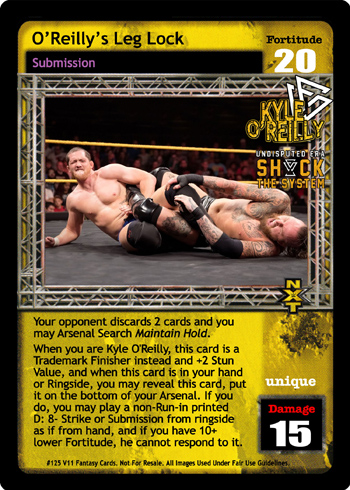 O'Reilly's Leg Lock
Fortitude
20
Submission
KYLE
O'REILLY
UNDISPUTED ERA
SHOCK
THE SYSTEM
NXT
Your opponent discards 2 cards and you
may Arsenal Search Maintain Hold.
When you are Kyle O'Reilly, this card is a
Trademark Finisher instead and +2 Stun
Value, and when this card is in your hand
or Ringside, you may reveal this card, put
it on the bottom of your Arsenal. If you
do, you may play a non-Run-in printed
D: 8- Strike or Submission from ringside
as if from hand, and if you have 10+
lower Fortitude, he cannot respond to it.
unique
Damage
15
#125 V11 Fantasy Cards. Not For Resale. All Images Used Under Fair Use Guidelines.